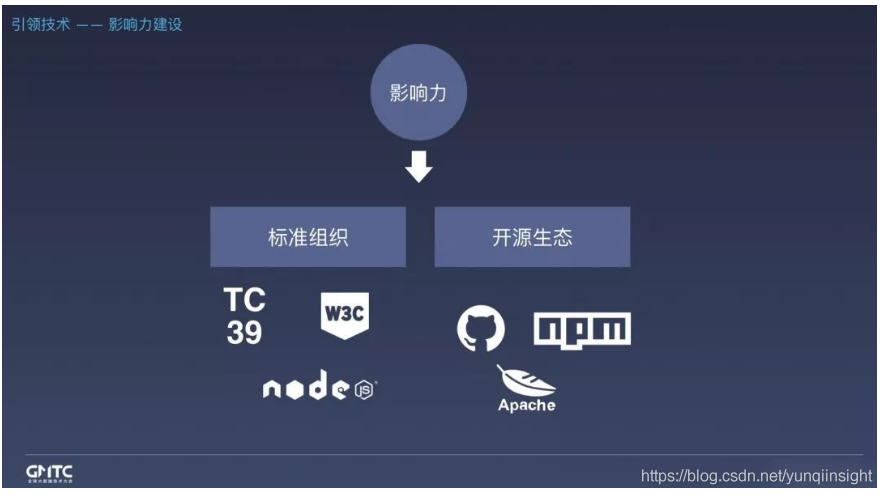 引领技术 —— 影响力建设
影响力
标准组织
开源生态
TC
39
W3C
npm
node
JS
Apache
GMTC
https://blog.csdn.net/yunqiinsight